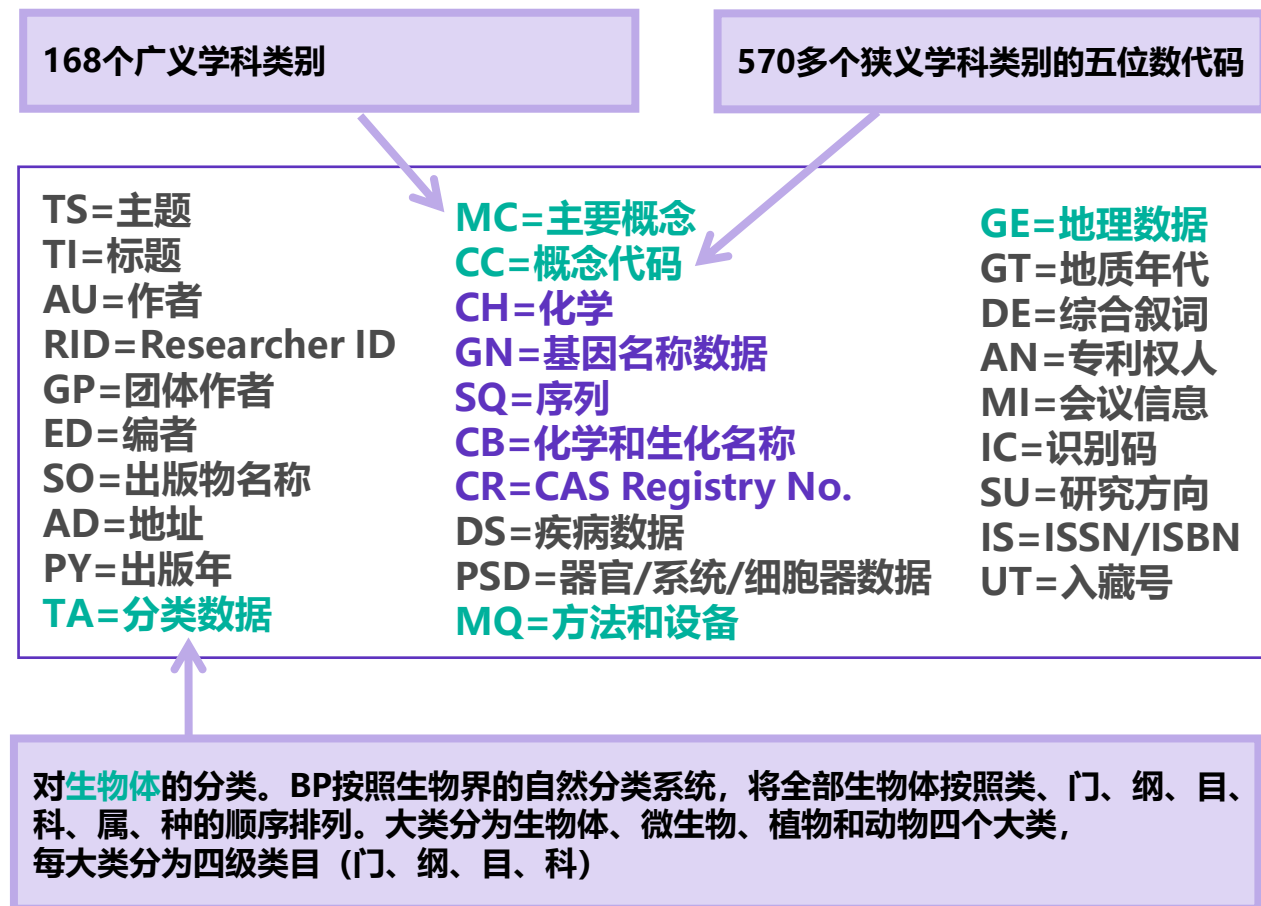 168个广义学科类别
570多个狭义学科类别的五位数代码
TS=主题
TI=标题
AU=作者
RID=Researcher ID
GP=团体作者
ED=编者
SO=出版物名称
AD=地址
PY=出版年
TA=分类数据
MC=主要概念
CC=概念代码
CH=化学
GN=基因名称数据
SQ=序列
CB=化学和生化名称
CR=CAS Registry No.
DS=疾病数据
PSD=器官/系统/细胞器数据
MQ=方法和设备
GE=地理数据
GT=地质年代
DE=综合叙词
AN=专利权人
MI=会议信息
IC=识别码
SU=研究方向
IS=ISSN/ISBN
UT=入藏号
对生物体的分类。BP按照生物界的自然分类系统，将全部生物体按照类、门、纲、目、
科、属、种的顺序排列。大类分为生物体、微生物、植物和动物四个大类，
每大类分为四级类目（门、纲、目、科）